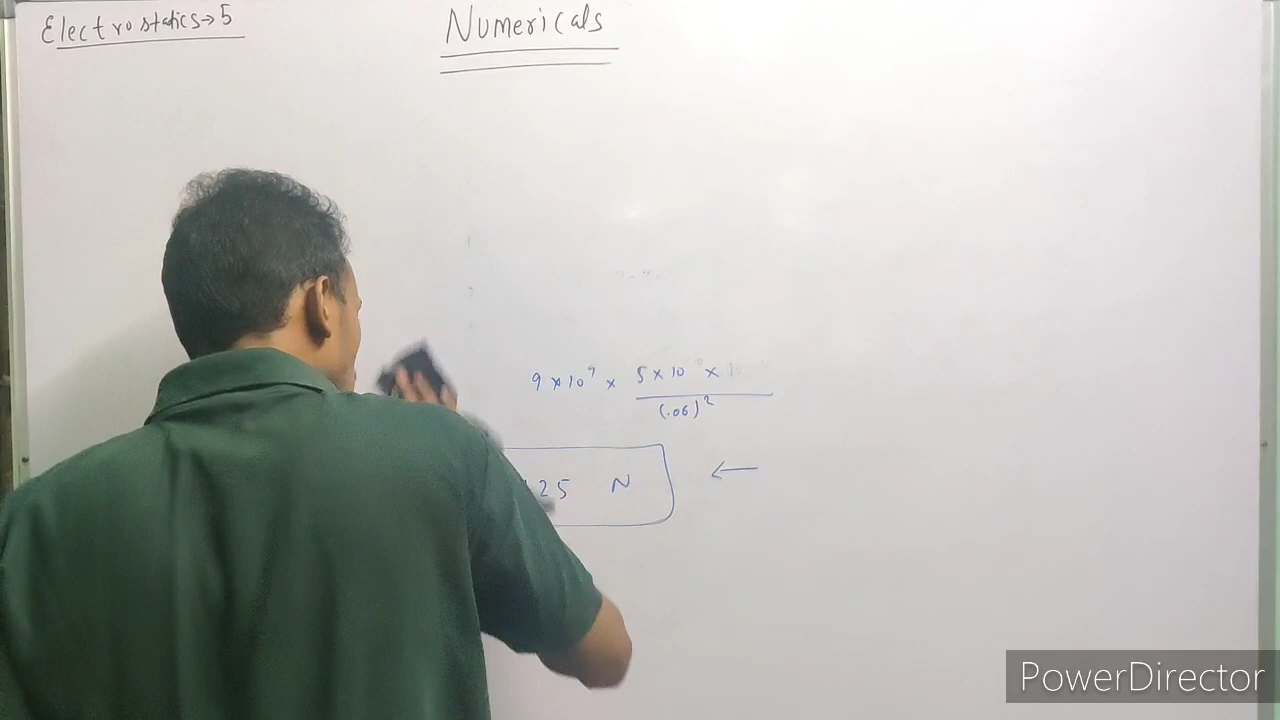 Electrostatics→5
Numericals
9×10⁹ × 5×10 ×
(.06)²
25 N ←
PowerDirector